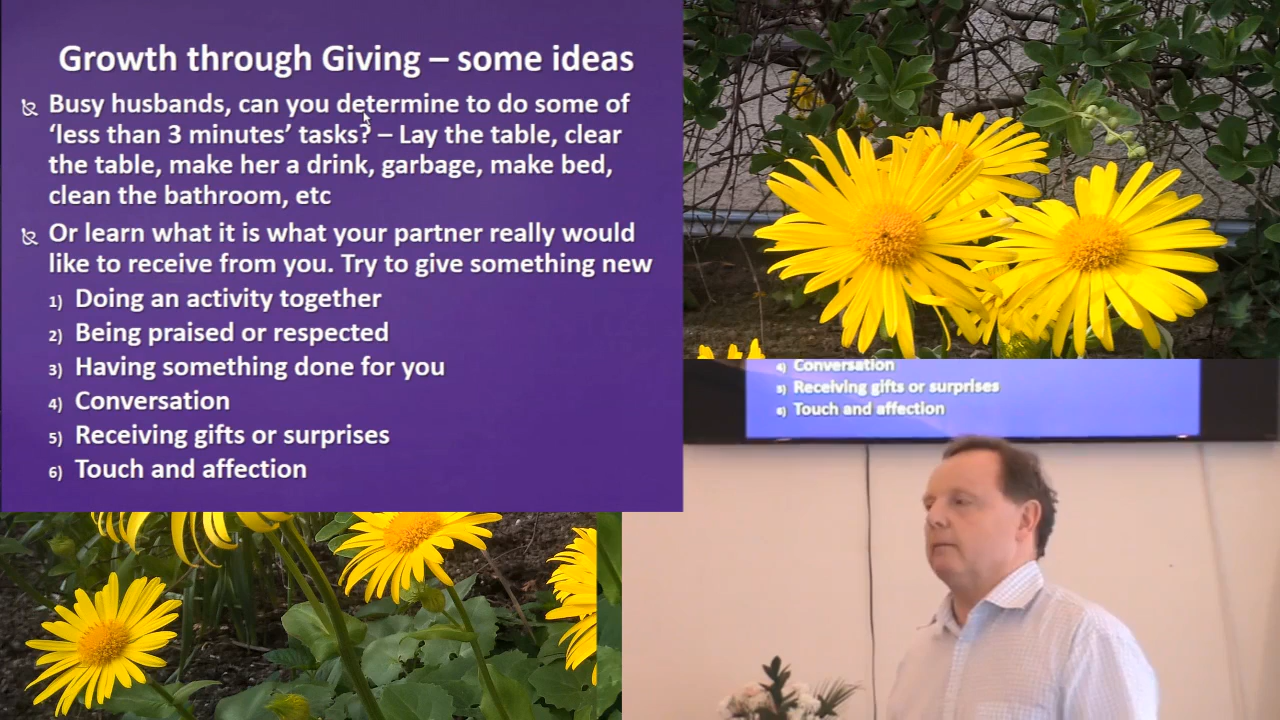 Growth through Giving – some ideas
Busy husbands, can you determine to do some of
‘less than 3 minutes’ tasks? – Lay the table, clear
the table, make her a drink, garbage, make bed,
clean the bathroom, etc
Or learn what it is what your partner really would
like to receive from you. Try to give something new
1) Doing an activity together
2) Being praised or respected
3) Having something done for you
4) Conversation
5) Receiving gifts or surprises
6) Touch and affection
4) Conversation
5) Receiving gifts or surprises
6) Touch and affection